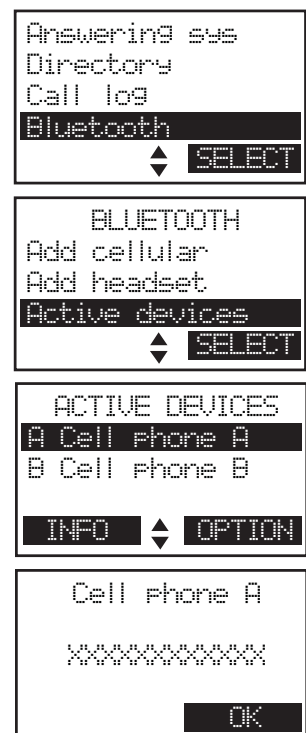 Answering sys
Directory
Call log
Bluetooth
SELECT
BLUETOOTH
Add cellular
Add headset
Active devices
SELECT
ACTIVE DEVICES
A Cell phone A
B Cell phone B
INFO OPTION
Cell phone A
XXXXXXXXXXXX
OK